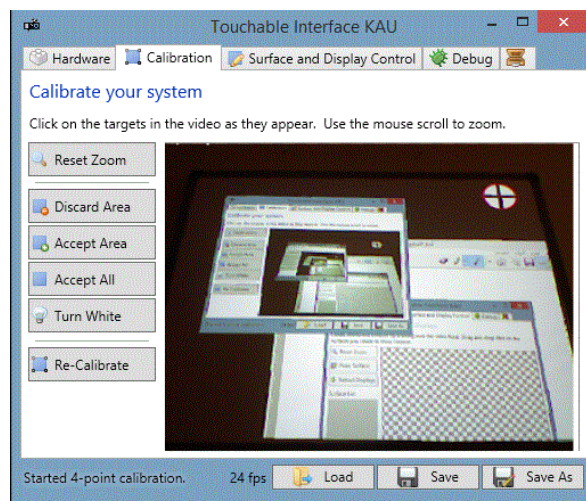 Touchable Interface KAU
Hardware Calibration Surface and Display Control Debug
Calibrate your system
Click on the targets in the video as they appear. Use the mouse scroll to zoom.
Reset Zoom
Discard Area
Accept Area
Accept All
Turn White
Re-Calibrate
Started 4-point calibration. 24 fps Load Save Save As